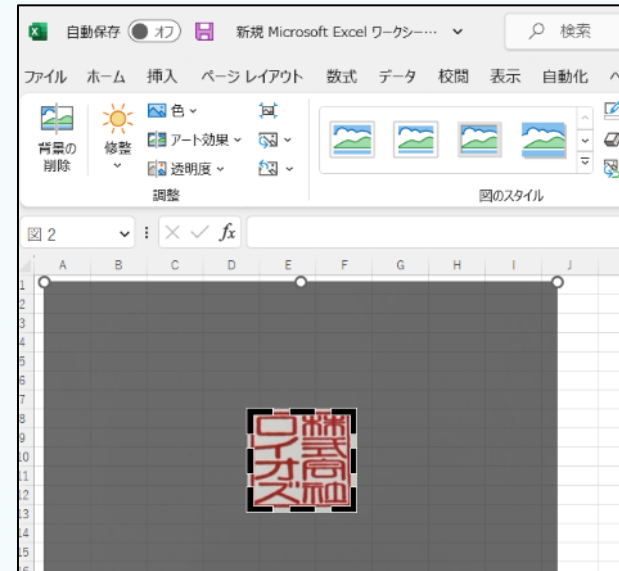 自動保存 オフ 新規 Microsoft Excel ワークシー… 検索
ファイル ホーム 挿入 ページ レイアウト 数式 データ 校閲 表示 自動化
背景の
削除
修整
色
アート効果
透明度
調整
図のスタイル
図 2 fx
A B C D E F G H I J
1
2
3
4
5
6
7
8
9
10
11
12
13
14
15
16
株式会社
ロイオズ